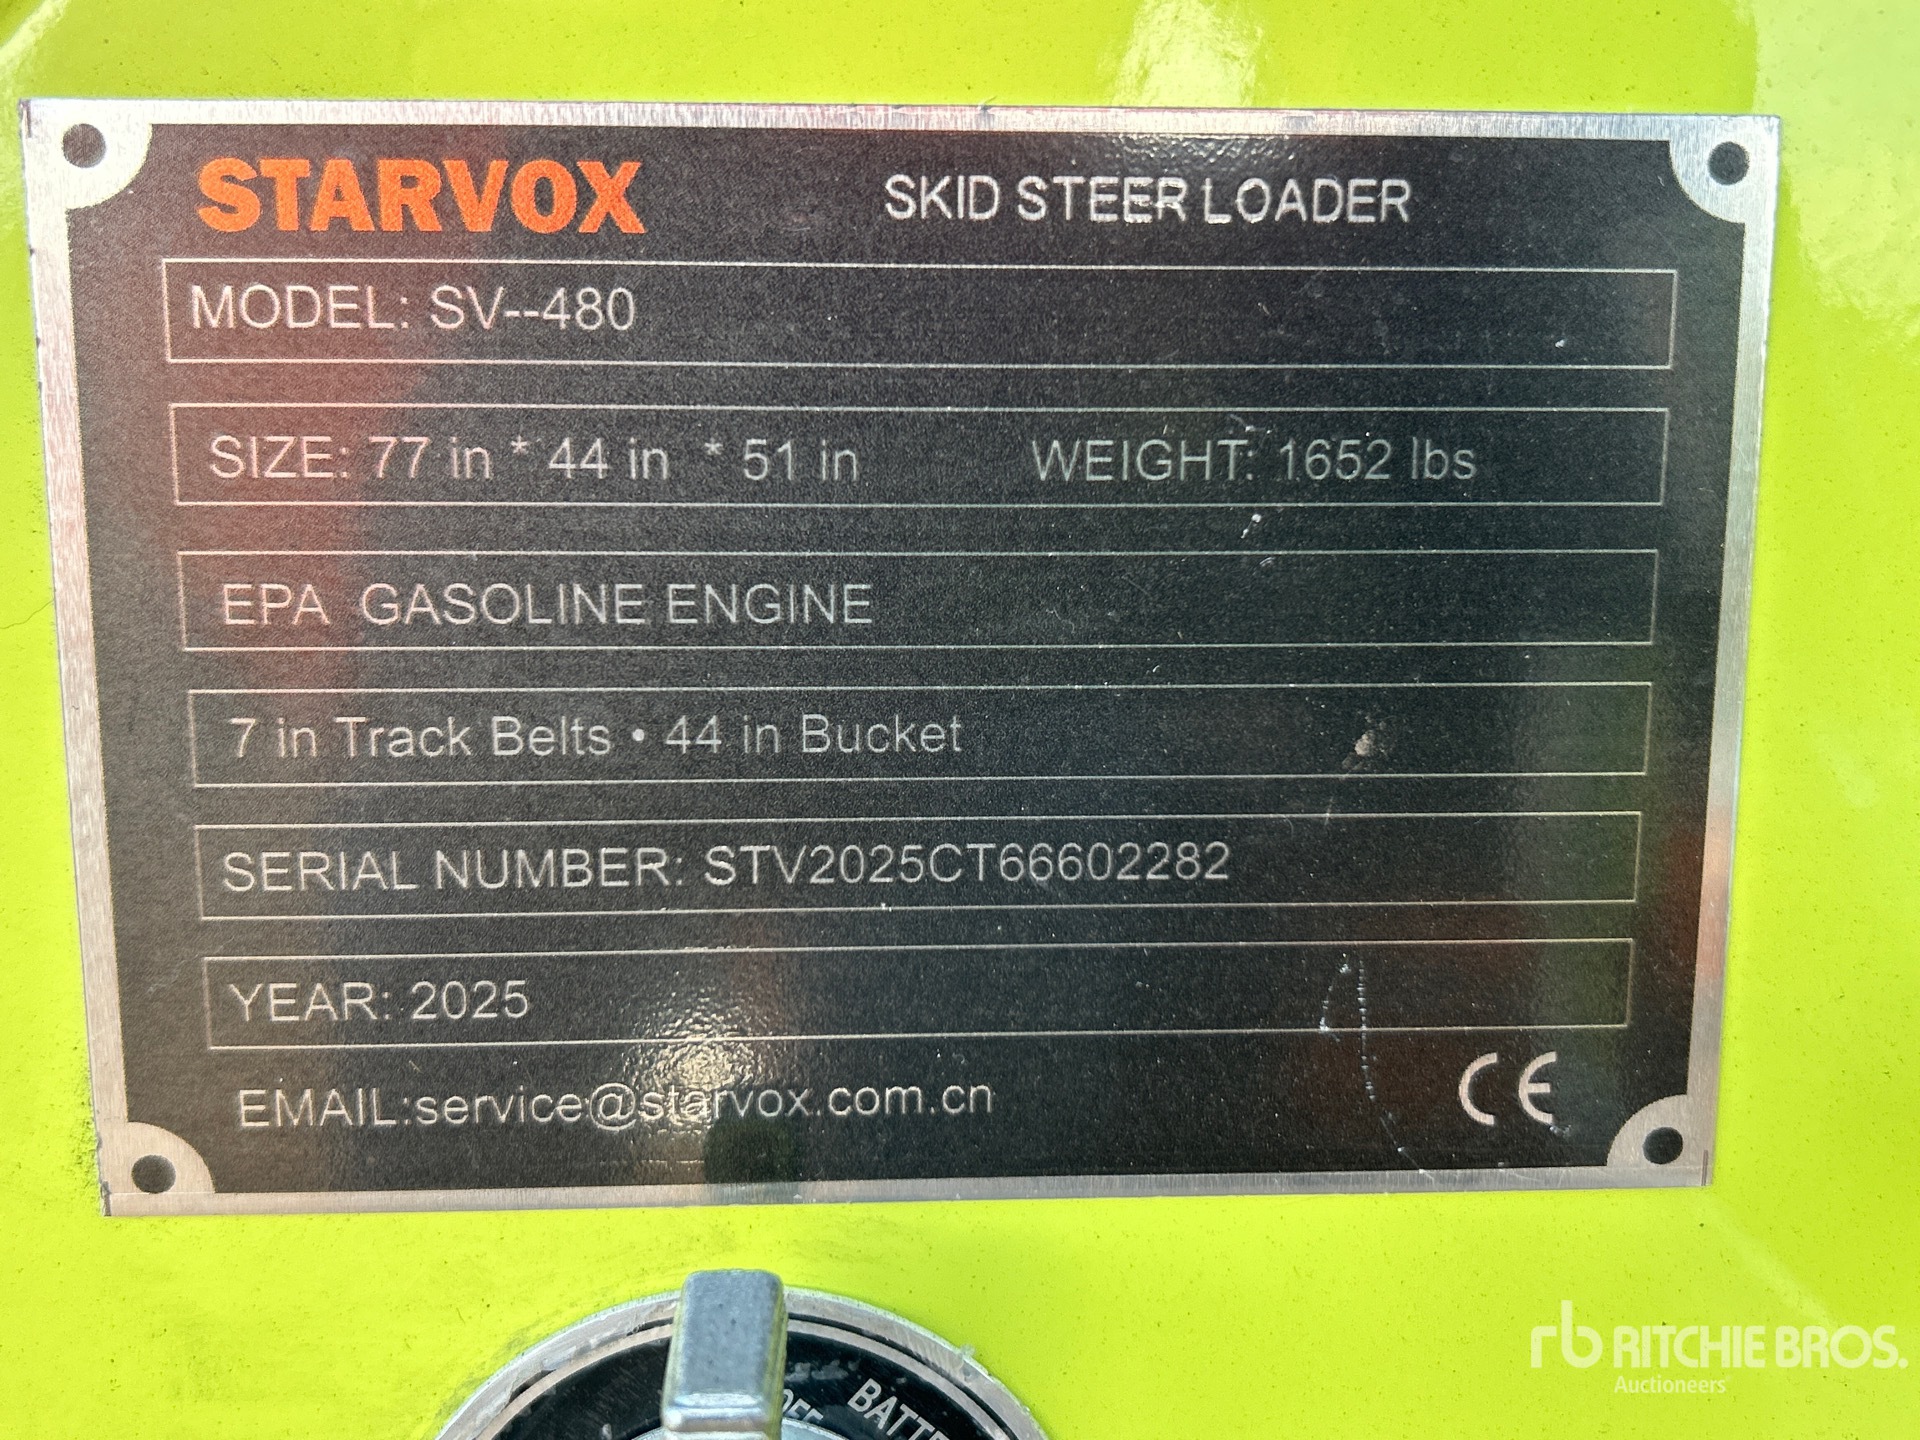 STARVOX SKID STEER LOADER
MODEL: SV--480
SIZE: 77 in * 44 in * 51 in WEIGHT: 1652 lbs
EPA GASOLINE ENGINE
7 in Track Belts • 44 in Bucket
SERIAL NUMBER: STV2025CT66602282
YEAR: 2025
EMAIL:service@starvox.com.cn CE
OFF
rb RITCHIE BROS.
Auctioneers